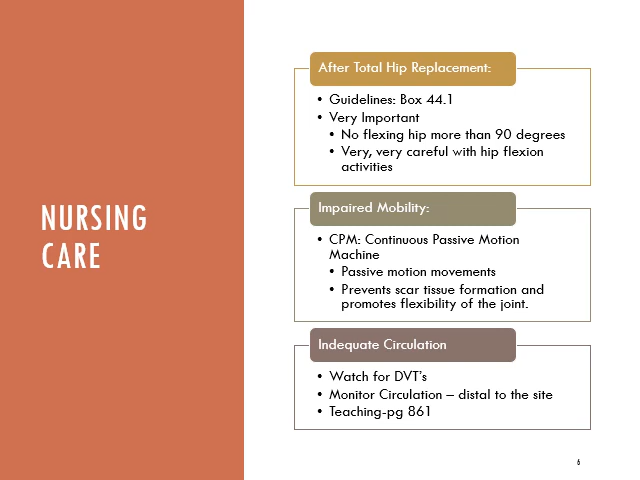 NURSING
CARE
After Total Hip Replacement:
• Guidelines: Box 44.1
• Very Important
• No flexing hip more than 90 degrees
• Very, very careful with hip flexion
activities
Impaired Mobility:
• CPM: Continuous Passive Motion
Machine
• Passive motion movements
• Prevents scar tissue formation and
promotes flexibility of the joint.
Indequate Circulation
• Watch for DVT's
• Monitor Circulation – distal to the site
• Teaching-pg 861
6